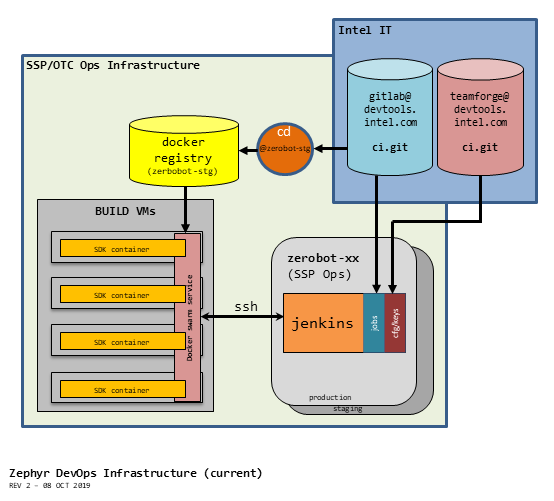 Intel IT
SSP/OTC Ops Infrastructure
gitlab@
devtools.
intel.com
ci.git
teamforge@
devtools.
intel.com
ci.git
cd
@zerobot-stg
docker
registry
(zerbobot-stg)
BUILD VMs
SDK container
SDK container
SDK container
SDK container
Docker swarm service
ssh
zerobot-xx
(SSP Ops)
jenkins
jobs
cfg/keys
production
staging
Zephyr DevOps Infrastructure (current)
REV 2 – 08 OCT 2019